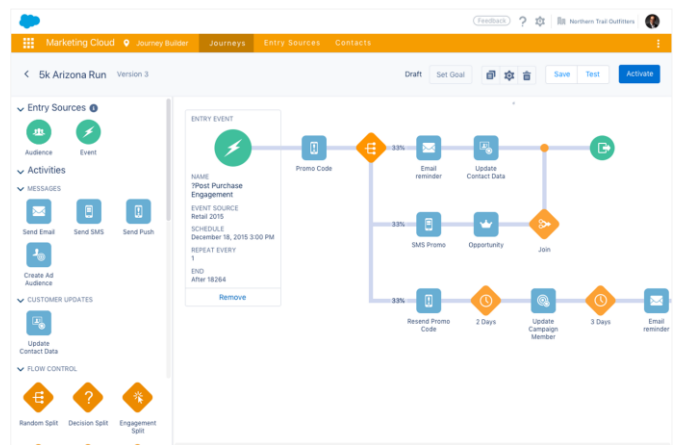 Feedback
Northern Trail Outfitters
Marketing Cloud
Journey Builder
Journeys
Entry Sources
Contacts
5k Arizona Run
Version 3
Draft
Set Goal
Save
Test
Activate
Entry Sources
Audience
Event
Activities
MESSAGES
Send Email
Send SMS
Send Push
Create Ad
Audience
CUSTOMER UPDATES
Update
Contact Data
FLOW CONTROL
Random Split
Decision Split
Engagement
Split
ENTRY EVENT
NAME
?Post Purchase
Engagement
EVENT SOURCE
Retail 2015
SCHEDULE
December 18, 2015 3:00 PM
REPEAT EVERY
1
END
After 18264
Remove
Promo Code
33%
Email
reminder
Update
Contact Data
33%
SMS Promo
Opportunity
Join
33%
Resend Promo
Code
2 Days
Update
Campaign
Member
3 Days
Email
reminder